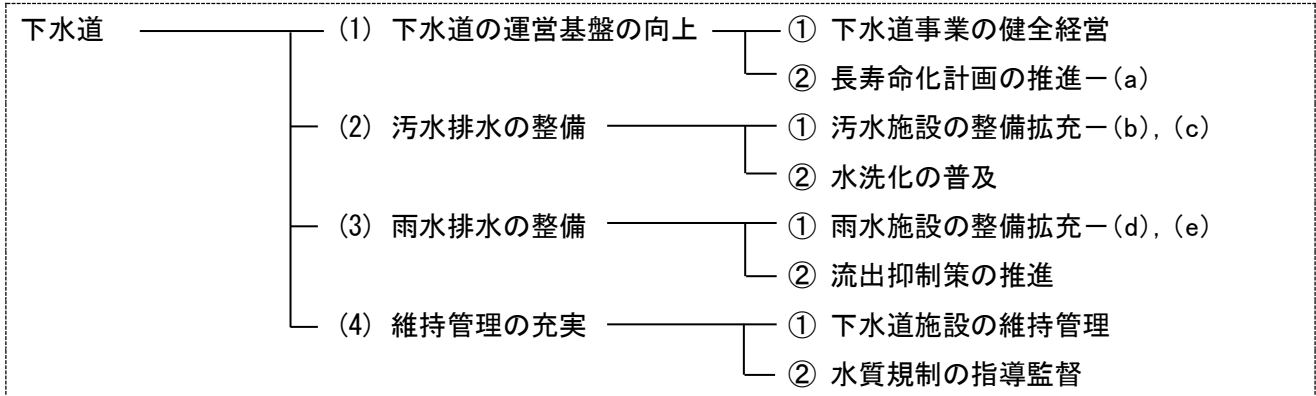 下水道 (1) 下水道の運営基盤の向上 ① 下水道事業の健全経営
② 長寿命化計画の推進－(a)
(2) 汚水排水の整備 ① 汚水施設の整備拡充－(b), (c)
② 水洗化の普及
(3) 雨水排水の整備 ① 雨水施設の整備拡充－(d), (e)
② 流出抑制策の推進
(4) 維持管理の充実 ① 下水道施設の維持管理
② 水質規制の指導監督